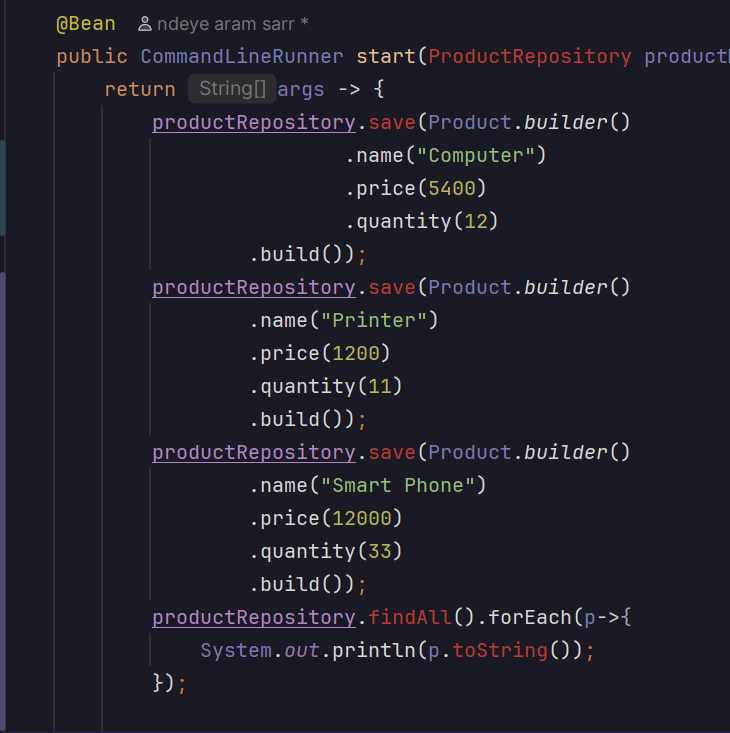 @Bean ndeye aram sarr *
public CommandLineRunner start(ProductRepository product
return String[] args -> {
productRepository.save(Product.builder()
.name("Computer")
.price(5400)
.quantity(12)
.build());
productRepository.save(Product.builder()
.name("Printer")
.price(1200)
.quantity(11)
.build());
productRepository.save(Product.builder()
.name("Smart Phone")
.price(12000)
.quantity(33)
.build());
productRepository.findAll().forEach(p->{
System.out.println(p.toString());
});